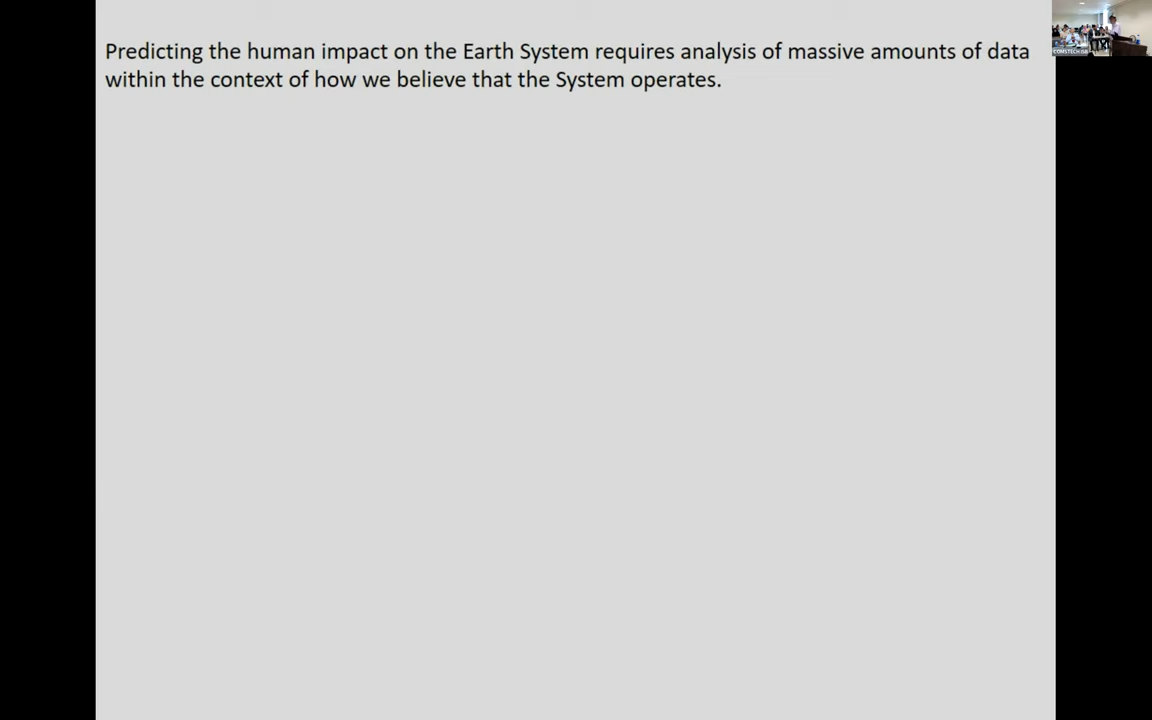 Predicting the human impact on the Earth System requires analysis of massive amounts of data
within the context of how we believe that the System operates.